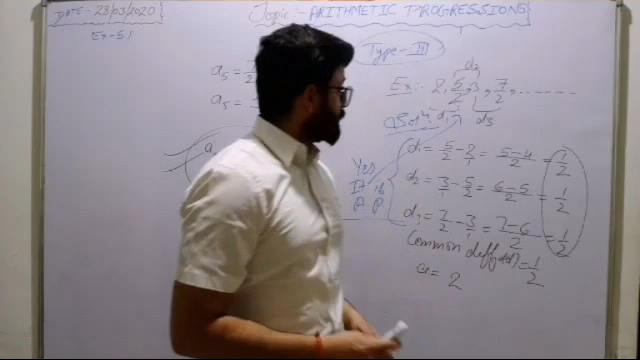 DATE:- 28/03/2020
Topic:- ARITHMETIC PROGRESSIONS
Ex-5.1
Type-III
a5 =
a5 =
a
Ex:- 2, 5/2, 3, 7/2, ------
d1 d2 d3
Solⁿ:
d1 = 5/2 - 2/1 = 5-4/2 = 1/2
d2 = 3/1 - 5/2 = 6-5/2 = 1/2
d3 = 7/2 - 3/1 = 7-6/2 = 1/2
Yes
It is
A.P.
Common diff (d) = 1/2
a = 2